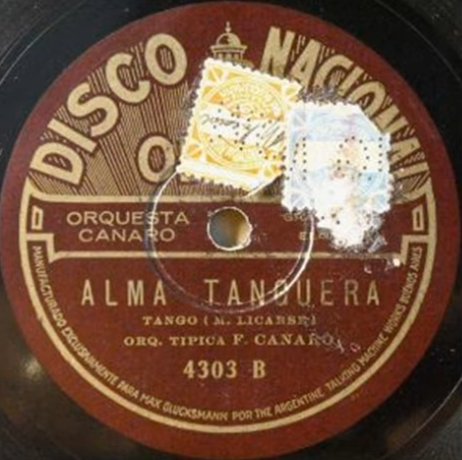 DISCO NACIONAL
O
ORQUESTA
CANARO
ALMA TANGUERA
TANGO ( M. LICARSE )
ORQ. TIPICA F. CANARO
4303 B
MANUFACTURADO EXCLUSIVAMENTE PARA MAX GLUCKSMANN POR THE ARGENTINE TALKING MACHINE WORKS BUENOS AIRES